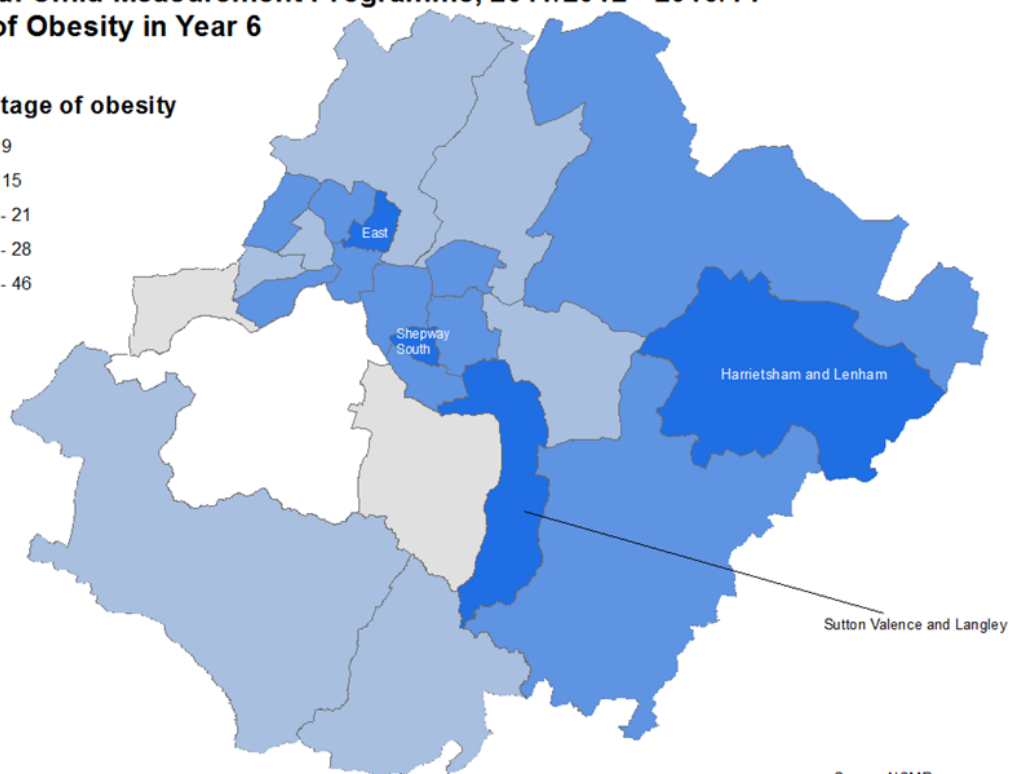 of Obesity in Year 6
tage of obesity
9
15
- 21
- 28
- 46
East
Shepway
South
Harrietsham and Lenham
Sutton Valence and Langley